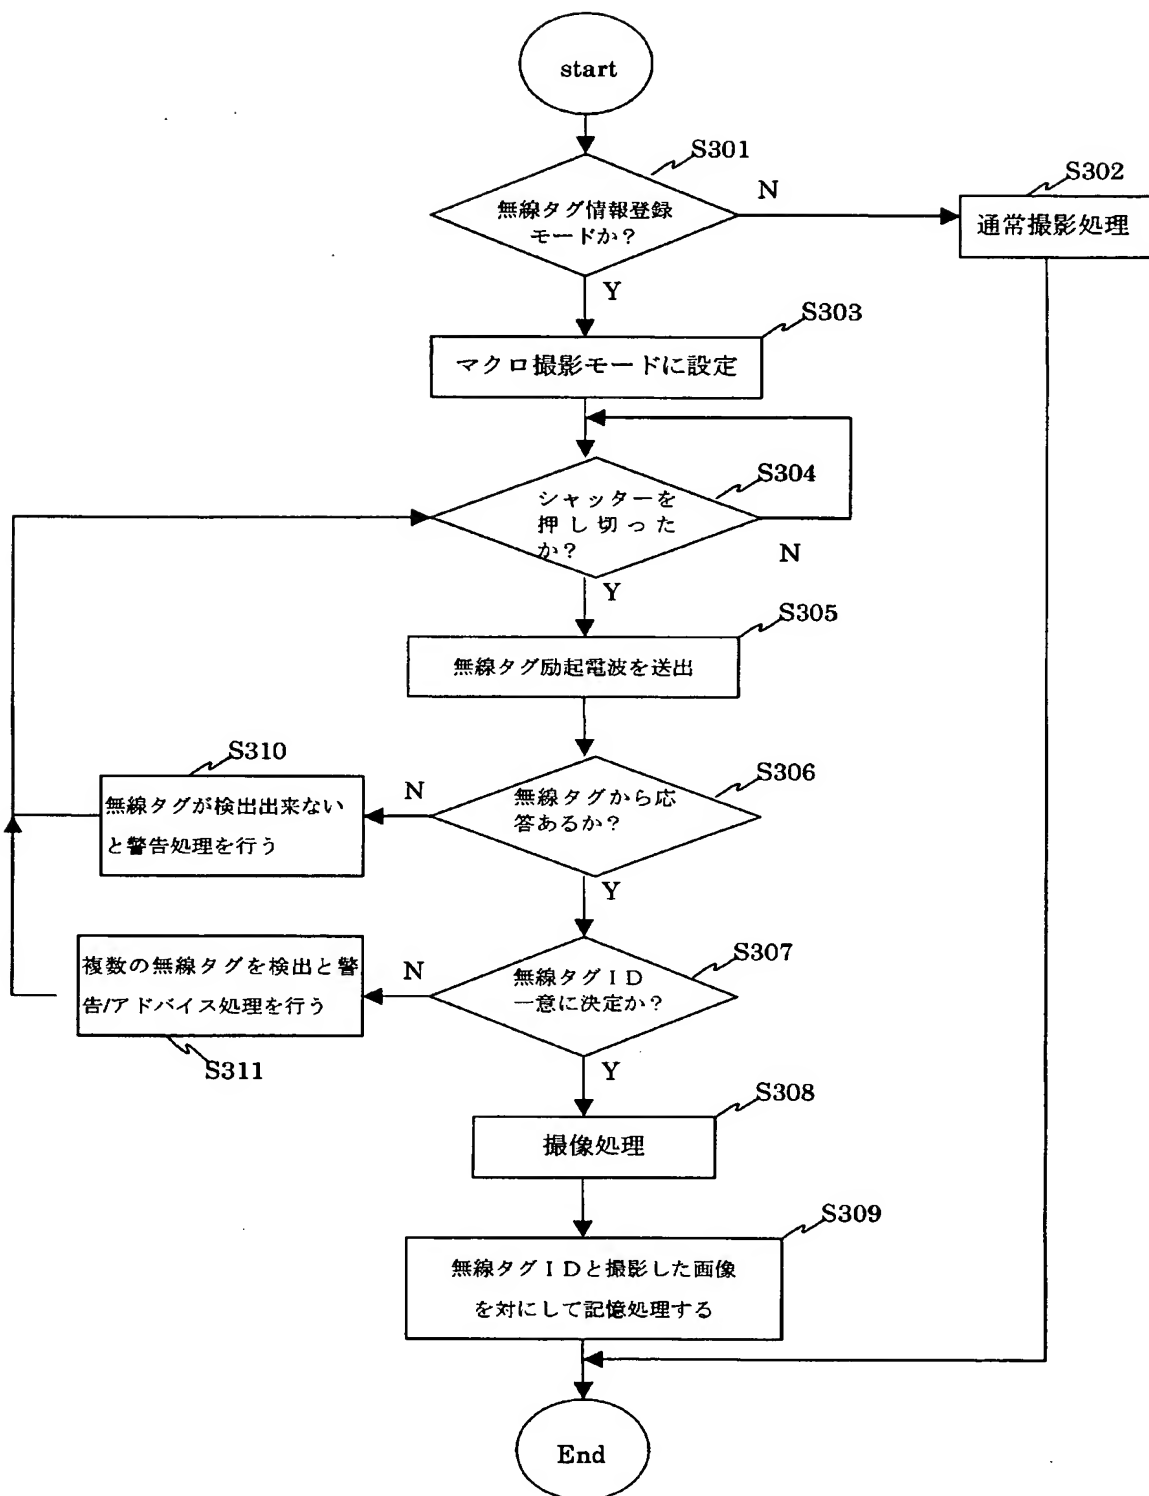 start
S301
無線タグ情報登録
モードか?
N
S302
通常撮影処理
Y
S303
マクロ撮影モードに設定
S304
シャッターを
押し切った
か?
N
Y
S305
無線タグ励起電波を送出
S306
無線タグから応
答あるか?
N
S310
無線タグが検出出来ない
と警告処理を行う
Y
S307
無線タグID
一意に決定か?
N
複数の無線タグを検出と警
告/アドバイス処理を行う
S311
Y
S308
撮像処理
S309
無線タグIDと撮影した画像
を対にして記憶処理する
End